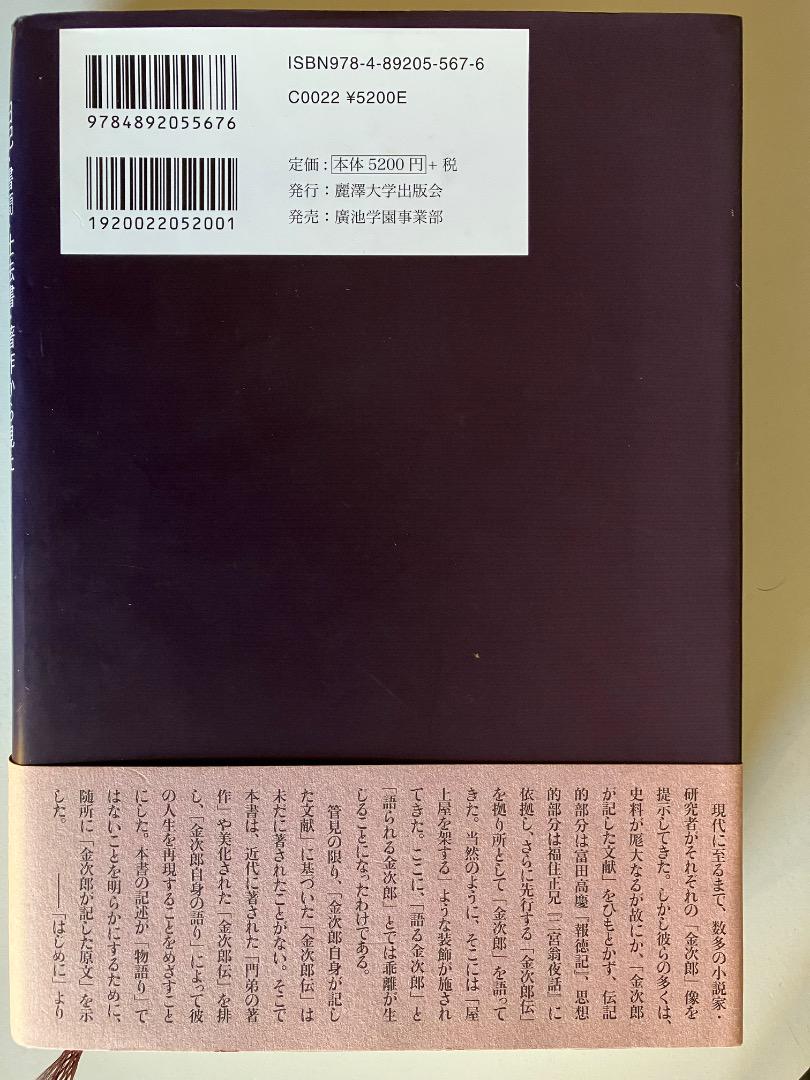 ISBN978-4-89205-567-6
C0022 ¥5200E
9784892055676
1920022052001
定価：本体 5200 円＋税
発行：麗澤大学出版会
発売：廣池学園事業部
現代に至るまで、数多の小説家・
研究者がそれぞれの「金次郎」像を
提示してきた。しかし彼らの多くは、
史料が厖大なるが故にか、「金次郎
が記した文献」をひもとかず、伝記
的部分は富田高慶『報徳記』、思想
的部分は福住正兄『二宮翁夜話』に
依拠し、さらに先行する「金次郎伝」
を拠り所として「金次郎」を語って
きた。当然のように、そこには「屋
上屋を架する」ような装飾が施され
てきた。ここに、「語る金次郎」と
「語られる金次郎」とでは乖離が生
じることになったわけである。
管見の限り、「金次郎自身が記し
た文献」に基づいた「金次郎伝」は
未だに著されたことがない。そこで
本書は、近代に著された「門弟の著
作」や美化された「金次郎伝」を排
し、「金次郎自身の語り」によって彼
の人生を再現することをめざすこと
にした。本書の記述が「物語り」で
はないことを明らかにするために、
随所に「金次郎が記した原文」を示
した。――「はじめに」より